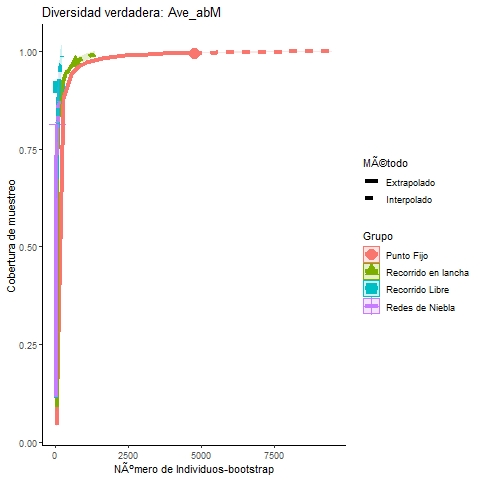 Diversidad verdadera: Ave_abM
1.00
0.75
0.50
0.25
0.00
Cobertura de muestreo
0
2500
5000
7500
NÃºmero de Individuos-bootstrap
MÃ©todo
Extrapolado
Interpolado
Grupo
Punto Fijo
Recorrido en lancha
Recorrido Libre
Redes de Niebla